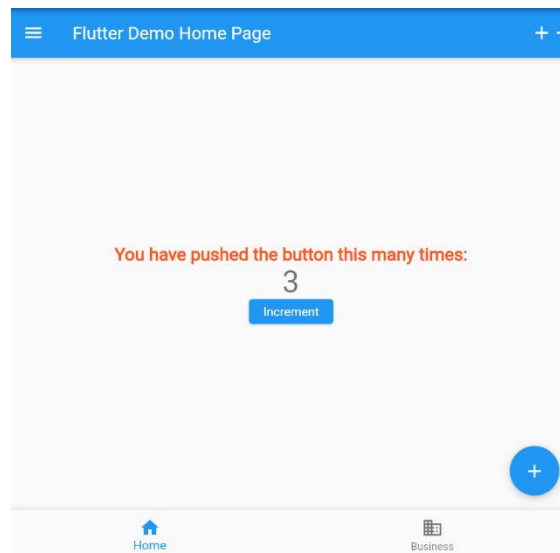 Flutter Demo Home Page
You have pushed the button this many times:
3
Increment
Home
Business